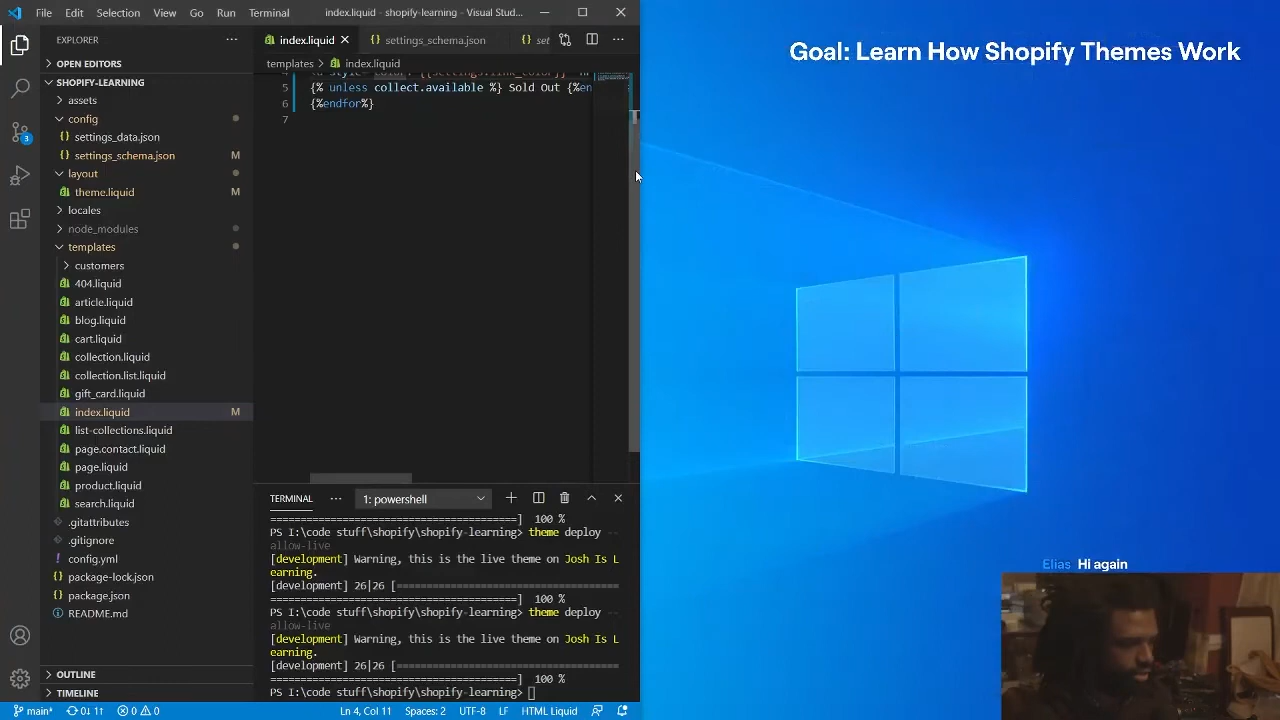 File Edit Selection View Go Run Terminal index.liquid - shopify-learning - Visual Stud...
EXPLORER
OPEN EDITORS
SHOPIFY-LEARNING
assets
config
settings_data.json
settings_schema.json M
layout
theme.liquid M
locales
node_modules
templates
customers
404.liquid
article.liquid
blog.liquid
cart.liquid
collection.liquid
collection.list.liquid
gift_card.liquid
index.liquid M
list-collections.liquid
page.contact.liquid
page.liquid
product.liquid
search.liquid
.gitattributes
.gitignore
config.yml
package-lock.json
package.json
README.md
OUTLINE
TIMELINE
3
index.liquid settings_schema.json set
templates > index.liquid
5 {% unless collect.available %} Sold Out {%en
6 {%endfor%}
7
TERMINAL 1: powershell
========================================] 100 %
PS I:\code stuff\shopify\shopify-learning> theme deploy --
allow-live
[development] Warning, this is the live theme on Josh Is L
earning.
[development] 26|26 [=====================================
========================================] 100 %
PS I:\code stuff\shopify\shopify-learning> theme deploy --
allow-live
[development] Warning, this is the live theme on Josh Is L
earning.
[development] 26|26 [=====================================
========================================] 100 %
PS I:\code stuff\shopify\shopify-learning>
main* 0↓ 1↑ 0 0 Ln 4, Col 11 Spaces: 2 UTF-8 LF HTML Liquid
Goal: Learn How Shopify Themes Work
Elias Hi again